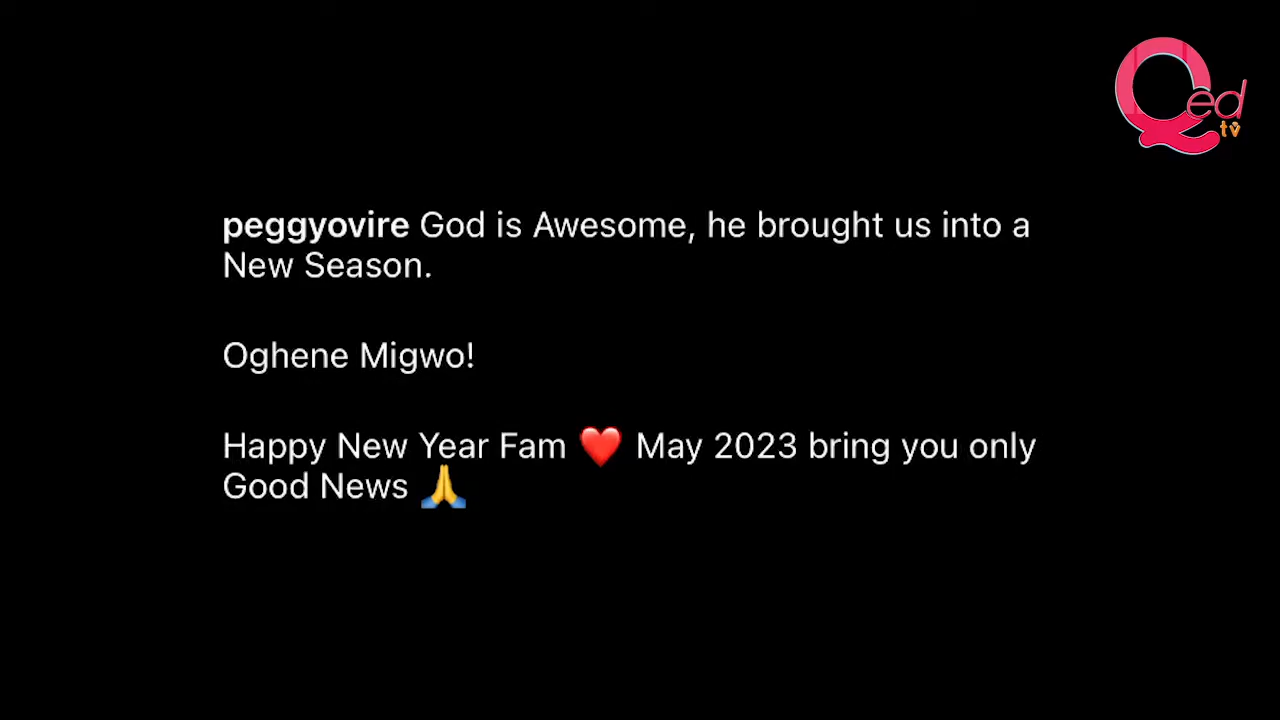 Qed
tv
peggyovire God is Awesome, he brought us into a
New Season.
Oghene Migwo!
Happy New Year Fam ❤️ May 2023 bring you only
Good News 🙏